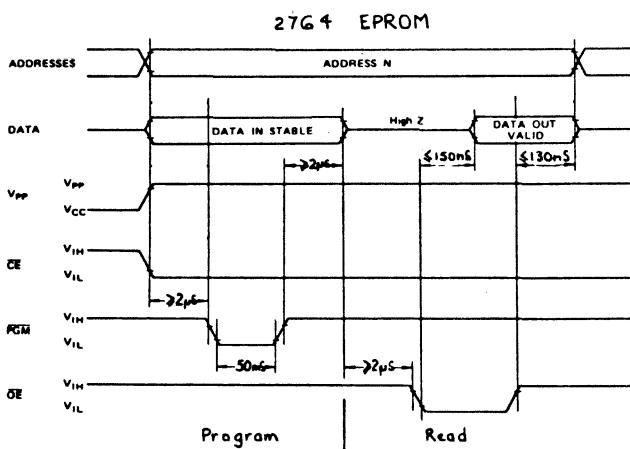 2764 EPROM
ADDRESSES
ADDRESS N
DATA
DATA IN STABLE
High Z
DATA OUT
VALID
≥2µs
≤150ns
≤130ns
VPP
VPP
VCC
CE
VIH
VIL
≥2µs
PGM
VIH
VIL
50ms
≥2µs
OE
VIH
VIL
Program
Read